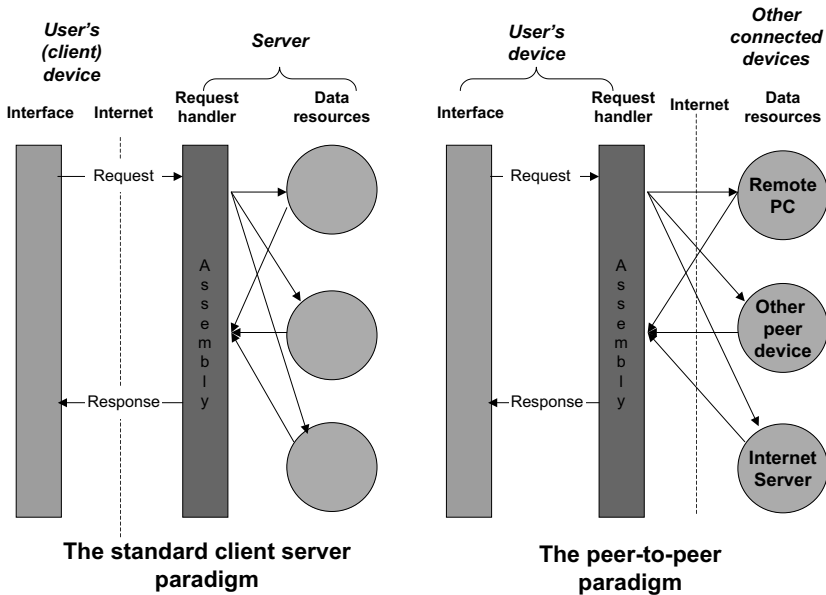 User's
(client)
device
Server
Interface
Internet
Request
handler
Data
resources
Request
Assembly
Response
The standard client server
paradigm
User's
device
Other
connected
devices
Interface
Request
handler
Internet
Data
resources
Request
Assembly
Response
Remote
PC
Other
peer
device
Internet
Server
The peer-to-peer
paradigm